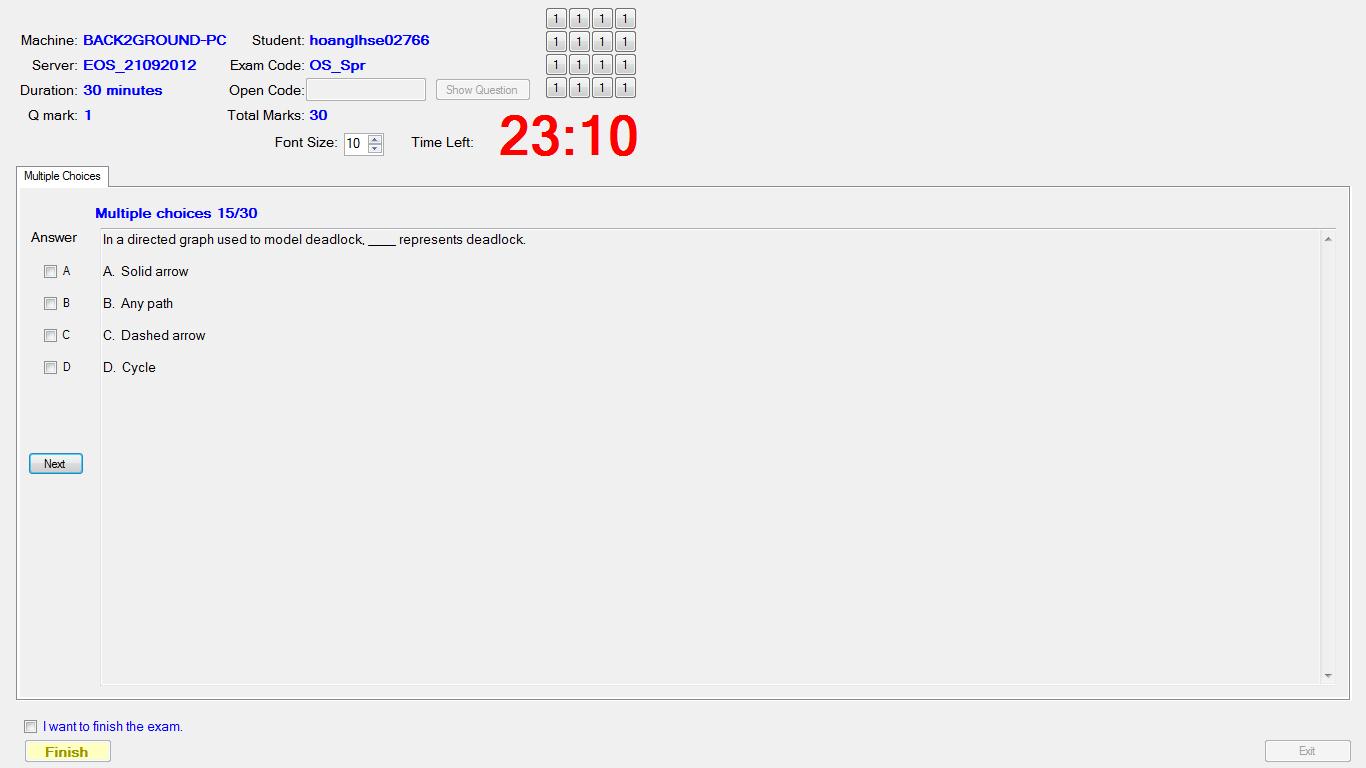 Machine: BACK2GROUND-PC Student: hoanglhse02766
Server: EOS_21092012 Exam Code: OS_Spr
Duration: 30 minutes Open Code: Show Question
Q mark: 1 Total Marks: 30
1 1 1 1
1 1 1 1
1 1 1 1
1 1 1 1
Font Size: 10 Time Left: 23:10
Multiple Choices
Multiple choices 15/30
Answer
In a directed graph used to model deadlock, ____ represents deadlock.
A A. Solid arrow
B B. Any path
C C. Dashed arrow
D D. Cycle
Next
I want to finish the exam.
Finish Exit